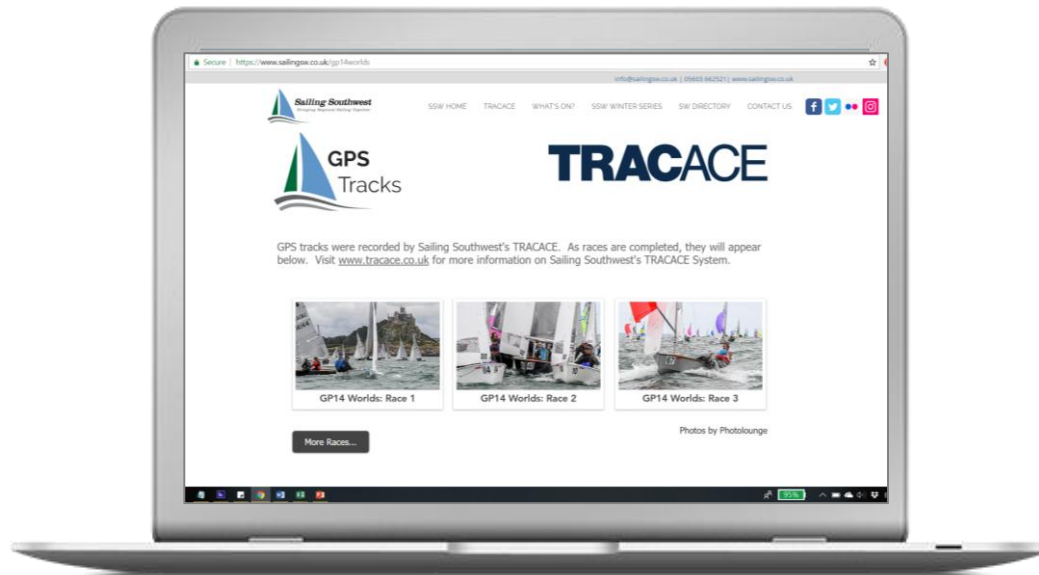 Secure | https://www.sailingsw.co.uk/gp14worlds
info@sailingsw.co.uk | 05603 662521 | www.sailingsw.co.uk
Sailing Southwest
SSW HOME TRACACE WHAT'S ON? SSW WINTER SERIES SW DIRECTORY CONTACT US
GPS
Tracks
TRACACE
GPS tracks were recorded by Sailing Southwest's TRACACE. As races are completed, they will appear
below. Visit www.tracace.co.uk for more information on Sailing Southwest's TRACACE System.
GP14 Worlds: Race 1
GP14 Worlds: Race 2
GP14 Worlds: Race 3
Photos by Photolounge
More Races...
95%